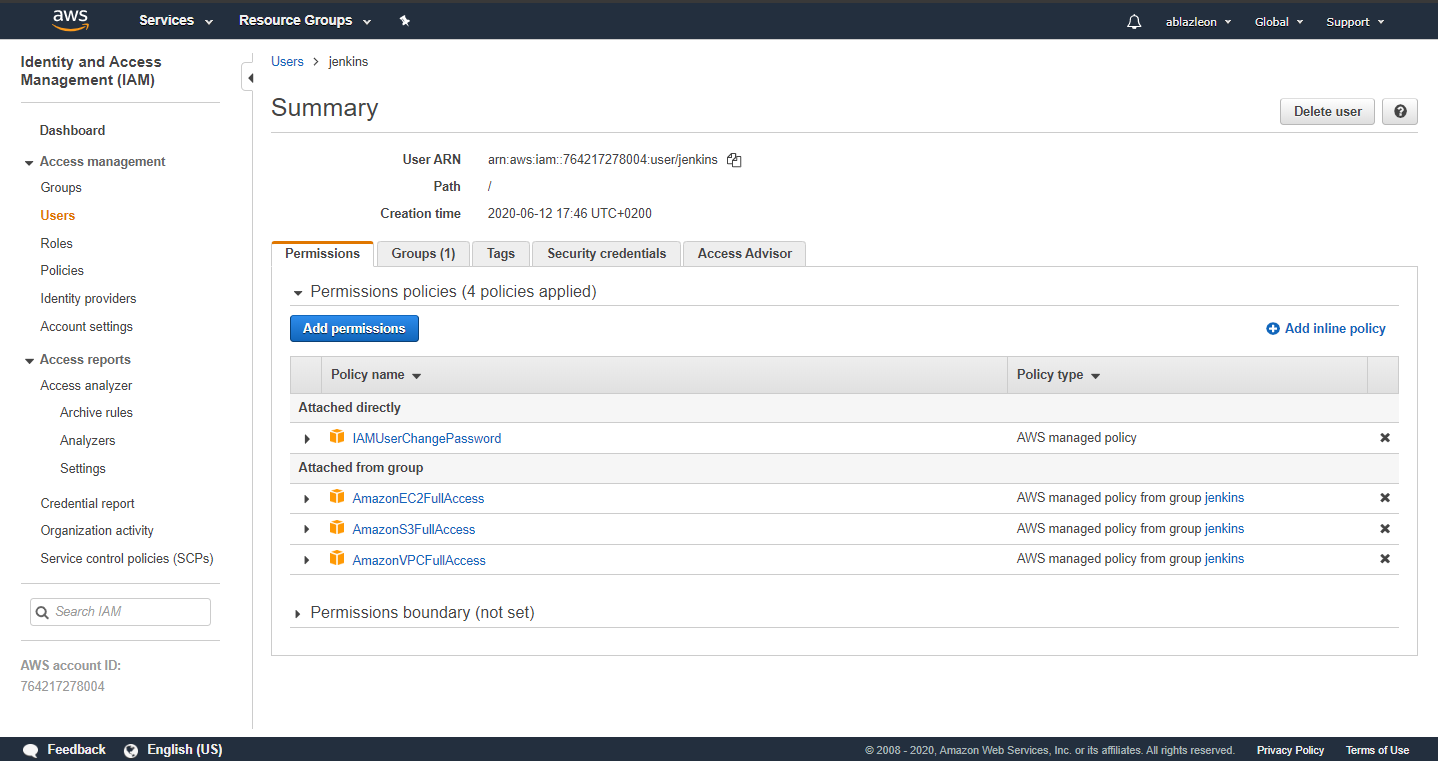 aws Services Resource Groups ablazleon Global Support
Identity and Access
Management (IAM)
Dashboard
Access management
Groups
Users
Roles
Policies
Identity providers
Account settings
Access reports
Access analyzer
Archive rules
Analyzers
Settings
Credential report
Organization activity
Service control policies (SCPs)
Search IAM
AWS account ID:
764217278004
Users > jenkins
Summary
Delete user
User ARN arn:aws:iam::764217278004:user/jenkins
Path /
Creation time 2020-06-12 17:46 UTC+0200
Permissions Groups (1) Tags Security credentials Access Advisor
Permissions policies (4 policies applied)
Add permissions Add inline policy
Policy name Policy type
Attached directly
IAMUserChangePassword AWS managed policy
Attached from group
AmazonEC2FullAccess AWS managed policy from group jenkins
AmazonS3FullAccess AWS managed policy from group jenkins
AmazonVPCFullAccess AWS managed policy from group jenkins
Permissions boundary (not set)
Feedback English (US) © 2008 - 2020, Amazon Web Services, Inc. or its affiliates. All rights reserved. Privacy Policy Terms of Use